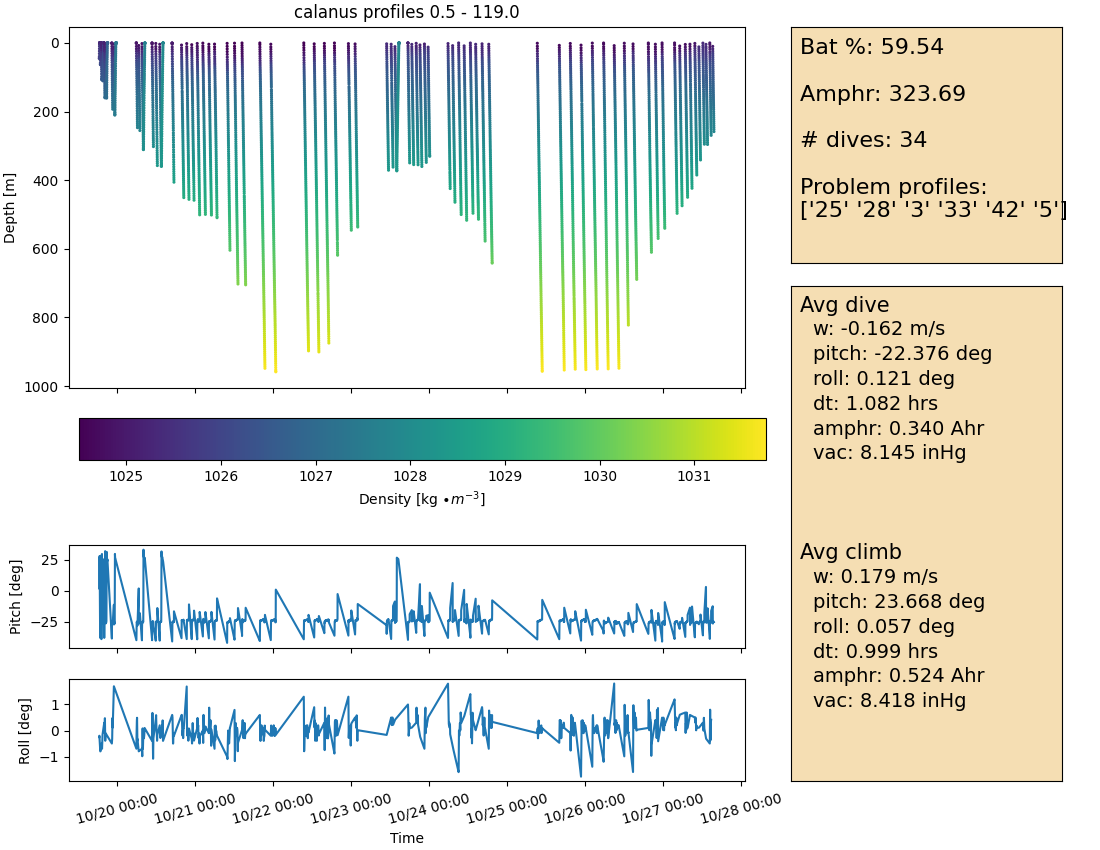 calanus profiles 0.5 - 119.0
0
200
400
600
800
1000
Depth [m]
1025 1026 1027 1028 1029 1030 1031
Density [kg •m⁻³]
25
0
−25
Pitch [deg]
1
0
−1
Roll [deg]
10/20 00:00 10/21 00:00 10/22 00:00 10/23 00:00 10/24 00:00 10/25 00:00 10/26 00:00 10/27 00:00 10/28 00:00
Time
Bat %: 59.54
Amphr: 323.69
# dives: 34
Problem profiles:
['25' '28' '3' '33' '42' '5']
Avg dive
w: -0.162 m/s
pitch: -22.376 deg
roll: 0.121 deg
dt: 1.082 hrs
amphr: 0.340 Ahr
vac: 8.145 inHg
Avg climb
w: 0.179 m/s
pitch: 23.668 deg
roll: 0.057 deg
dt: 0.999 hrs
amphr: 0.524 Ahr
vac: 8.418 inHg